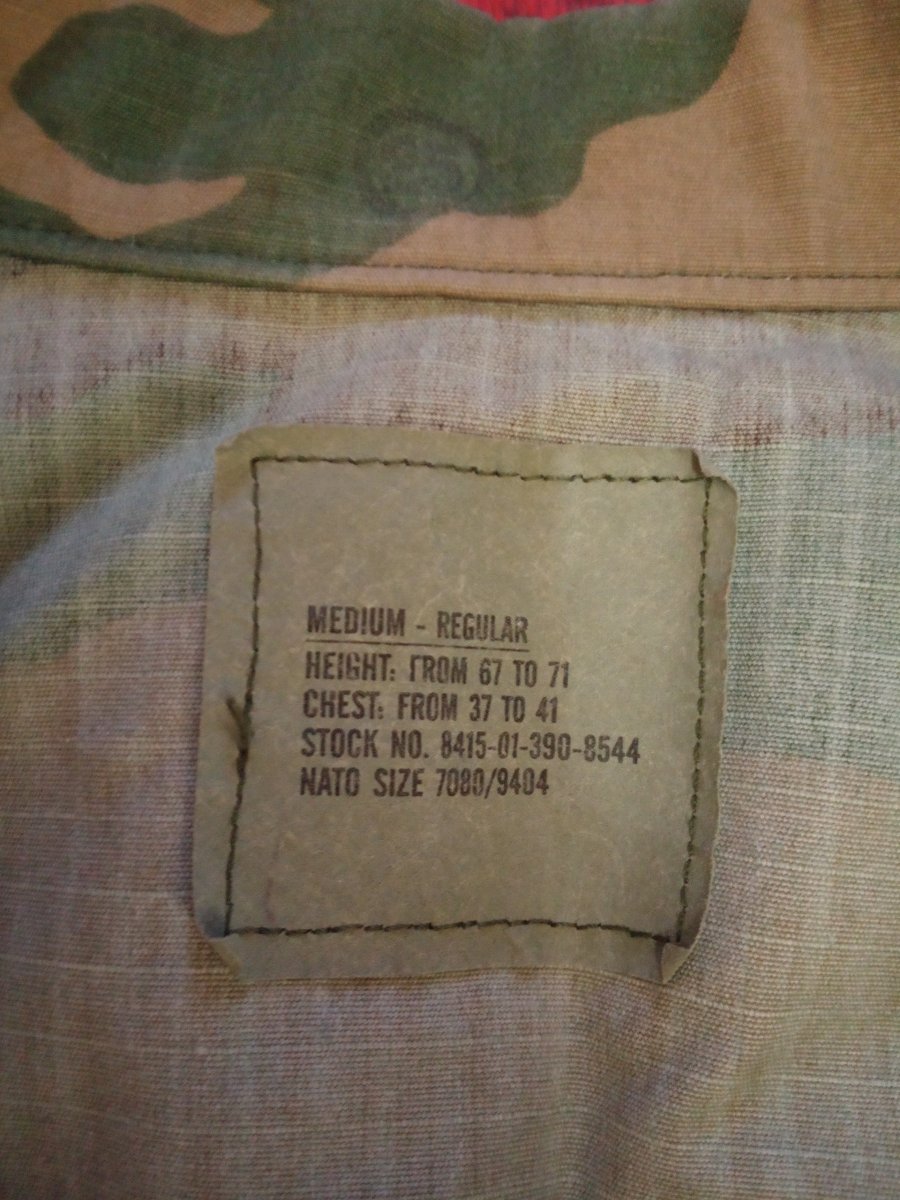 MEDIUM - REGULAR
HEIGHT: FROM 67 TO 71
CHEST: FROM 37 TO 41
STOCK NO. 8415-01-390-8544
NATO SIZE 7080/9404